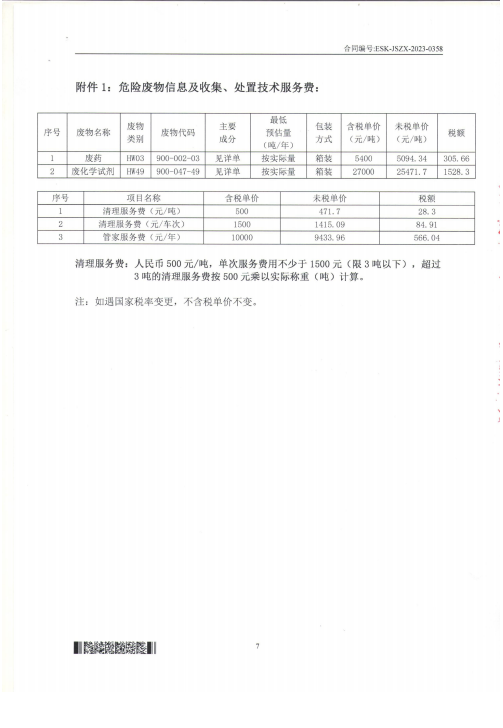 合同编号:ESK-JSZX-2023-0358
附件 1：危险废物信息及收集、处置技术服务费：
序号 废物名称 废物类别 废物代码 主要成分 最低预估量（吨/年） 包装方式 含税单价（元/吨） 未税单价（元/吨） 税额
1 废药 HW03 900-002-03 见详单 按实际量 箱装 5400 5094.34 305.66
2 废化学试剂 HW49 900-047-49 见详单 按实际量 箱装 27000 25471.7 1528.3
序号 项目名称 含税单价 未税单价 税额
1 清理服务费（元/吨） 500 471.7 28.3
2 清理服务费（元/车次） 1500 1415.09 84.91
3 管家服务费（元/年） 10000 9433.96 566.04
清理服务费：人民币 500 元/吨，单次服务费用不少于 1500 元（限 3 吨以下），超过
3 吨的清理服务费按 500 元乘以实际称重（吨）计算。
注：如遇国家税率变更，不含税单价不变。
7